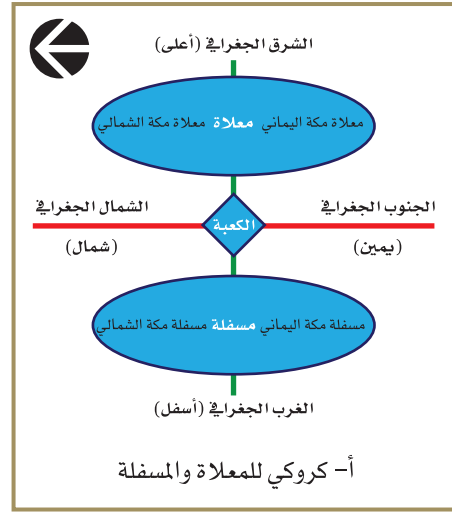 الشرق الجغرافي (أعلى)
معلاة مكة اليماني معلاة معلاة مكة الشمالي
الجنوب الجغرافي
الشمال الجغرافي
الكعبة
(يمين)
(شمال)
مسفلة مكة اليماني مسفلة مسفلة مكة الشمالي
الغرب الجغرافي (أسفل)
أ- كروكي للمعلاة والمسفلة